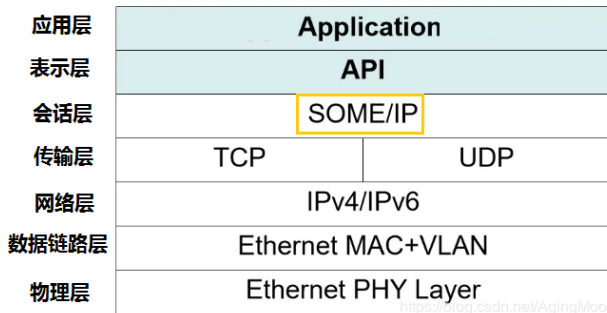 应用层 Application
表示层 API
会话层 SOME/IP
传输层 TCP UDP
网络层 IPv4/IPv6
数据链路层 Ethernet MAC+VLAN
物理层 Ethernet PHY Layer
https://blog.csdn.net/AgingMoo